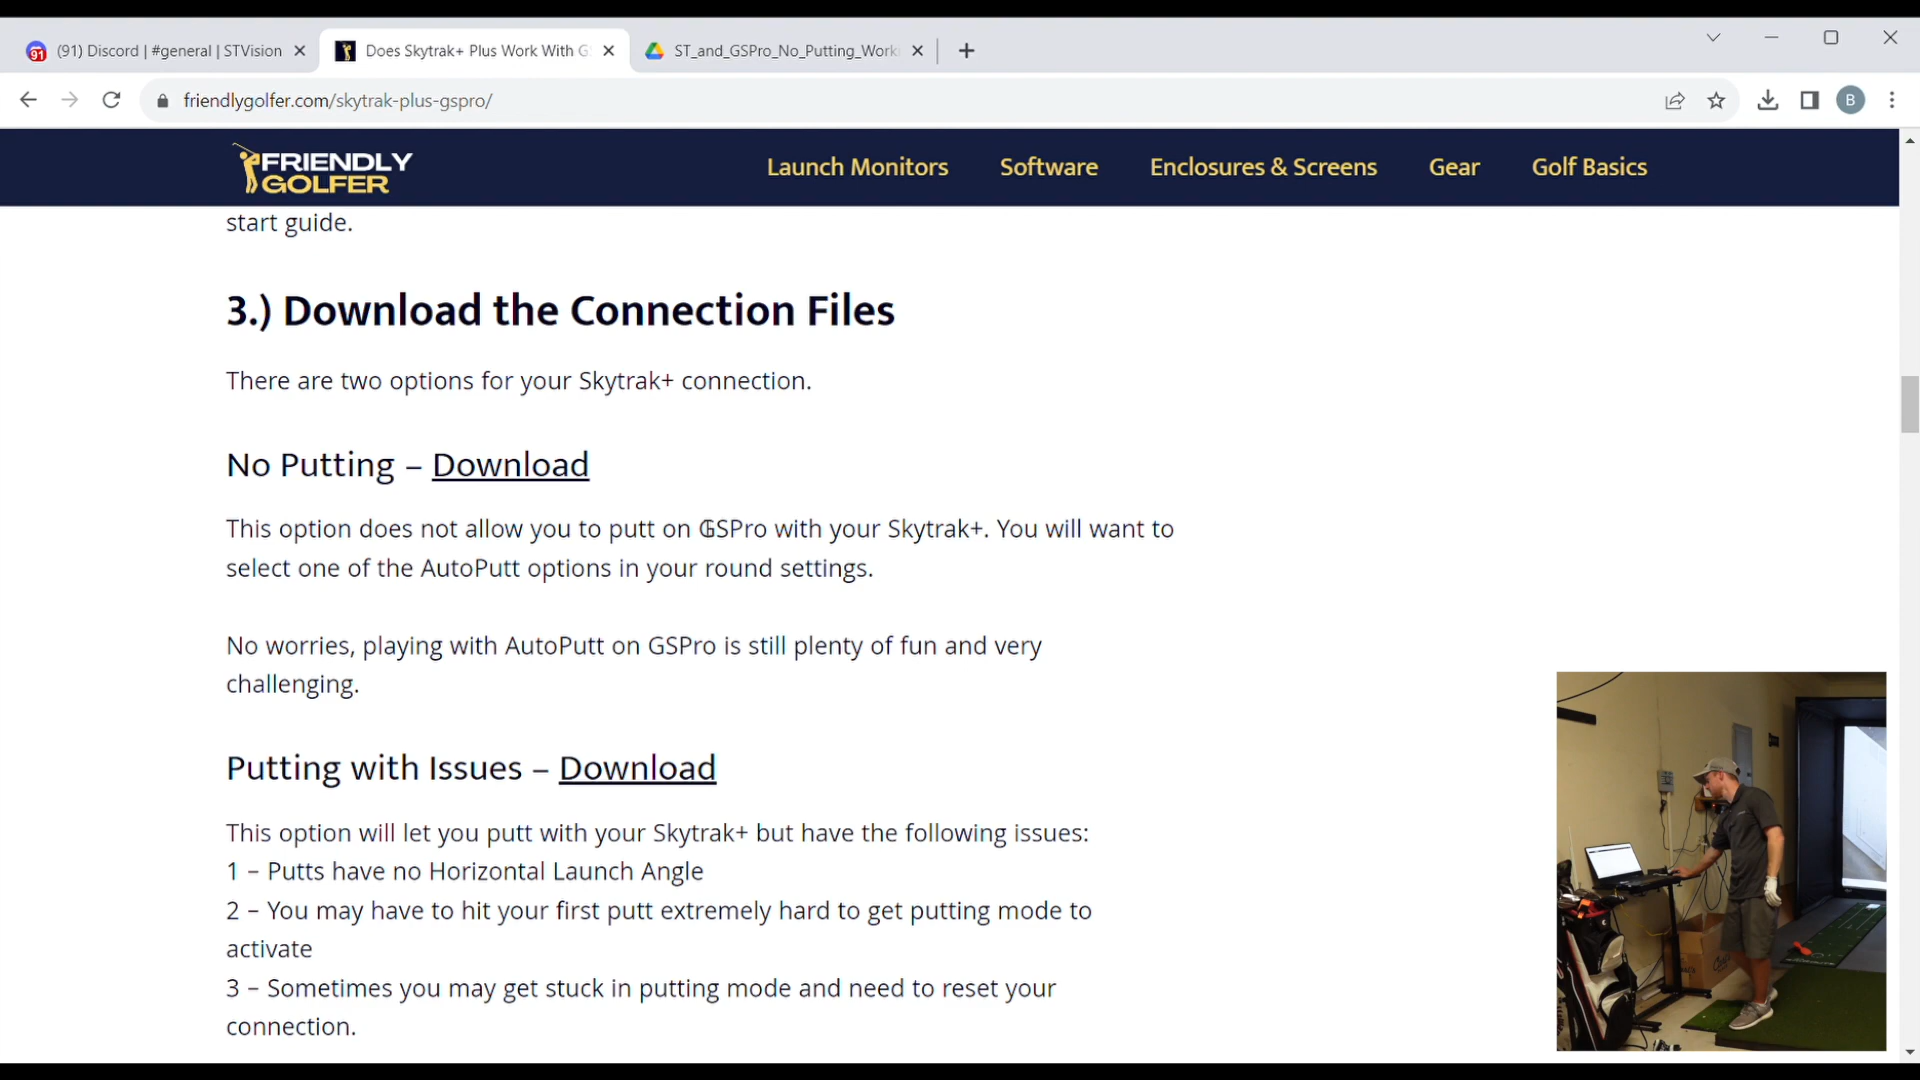 91
(91) Discord | #general | STVision
Does Skytrak+ Plus Work With G
ST_and_GSPro_No_Putting_Work
friendlygolfer.com/skytrak-plus-gspro/
B
FRIENDLY
GOLFER
Launch Monitors
Software
Enclosures & Screens
Gear
Golf Basics
start guide.
3.) Download the Connection Files
There are two options for your Skytrak+ connection.
No Putting – Download
This option does not allow you to putt on GSPro with your Skytrak+. You will want to
select one of the AutoPutt options in your round settings.
No worries, playing with AutoPutt on GSPro is still plenty of fun and very
challenging.
Putting with Issues – Download
This option will let you putt with your Skytrak+ but have the following issues:
1 – Putts have no Horizontal Launch Angle
2 – You may have to hit your first putt extremely hard to get putting mode to
activate
3 – Sometimes you may get stuck in putting mode and need to reset your
connection.